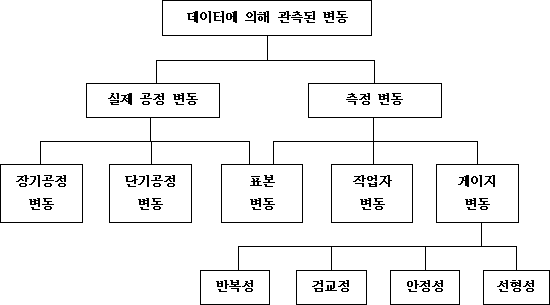 데이터에 의해 관측된 변동
실제 공정 변동
측정 변동
장기공정
변동
단기공정
변동
표본
변동
작업자
변동
게이지
변동
반복성
검교정
안정성
선형성